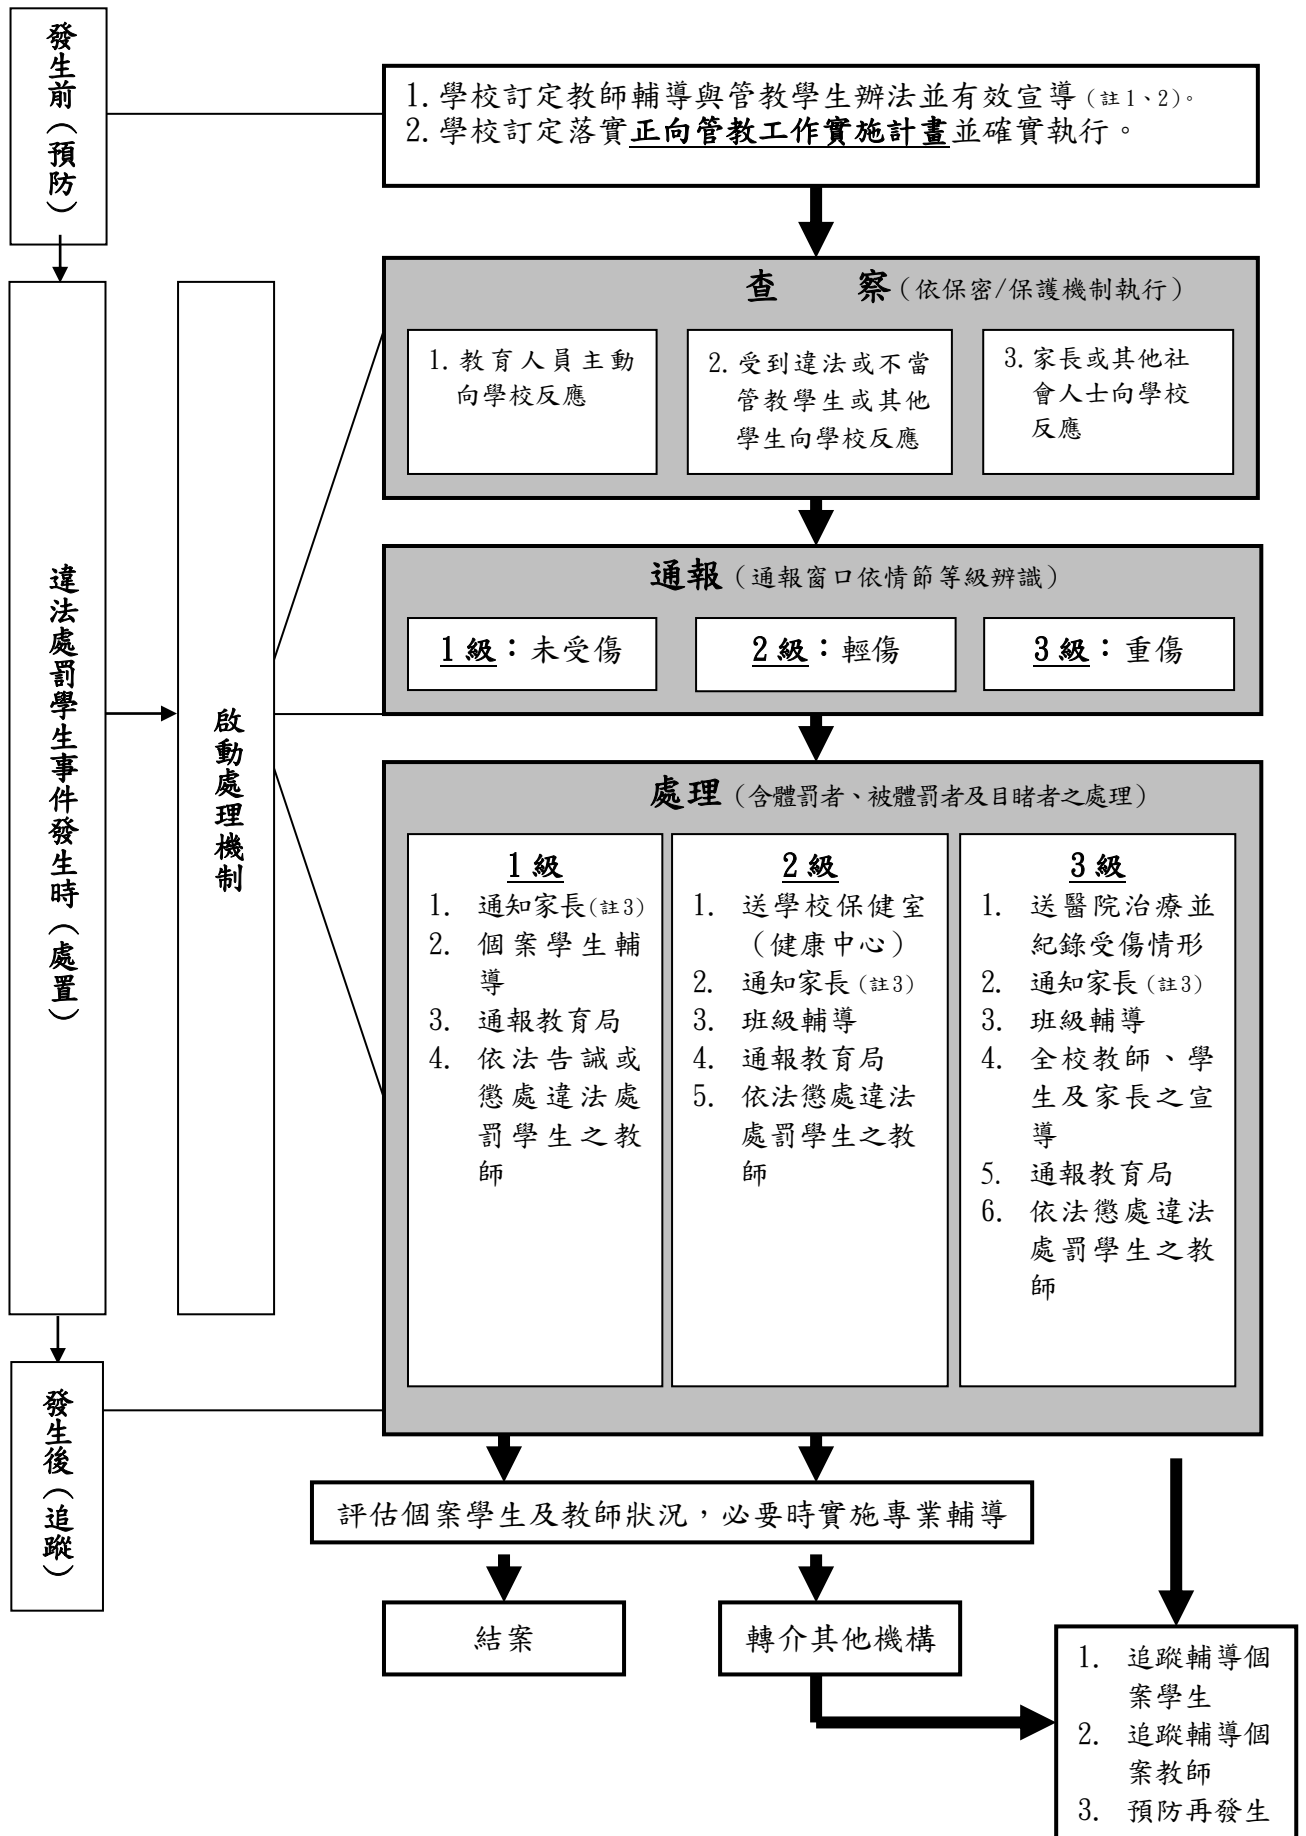 發生前（預防）
1. 學校訂定教師輔導與管教學生辦法並有效宣導(註1、2)。
2. 學校訂定落實正向管教工作實施計畫並確實執行。
查　　察（依保密/保護機制執行）
1. 教育人員主動
向學校反應
2. 受到違法或不當
管教學生或其他
學生向學校反應
3. 家長或其他社
會人士向學校
反應
違法處罰學生事件發生時（處置）
啟動處理機制
通報（通報窗口依情節等級辨識）
1級：未受傷
2級：輕傷
3級：重傷
處理（含體罰者、被體罰者及目睹者之處理）
1級
1. 通知家長(註3)
2. 個案學生輔
導
3. 通報教育局
4. 依法告誡或
懲處違法處
罰學生之教
師
2級
1. 送學校保健室
（健康中心）
2. 通知家長(註3)
3. 班級輔導
4. 通報教育局
5. 依法懲處違法
處罰學生之教
師
3級
1. 送醫院治療並
紀錄受傷情形
2. 通知家長(註3)
3. 班級輔導
4. 全校教師、學
生及家長之宣
導
5. 通報教育局
6. 依法懲處違法
處罰學生之教
師
發生後（追蹤）
評估個案學生及教師狀況，必要時實施專業輔導
結案
轉介其他機構
1. 追蹤輔導個
案學生
2. 追蹤輔導個
案教師
3. 預防再發生